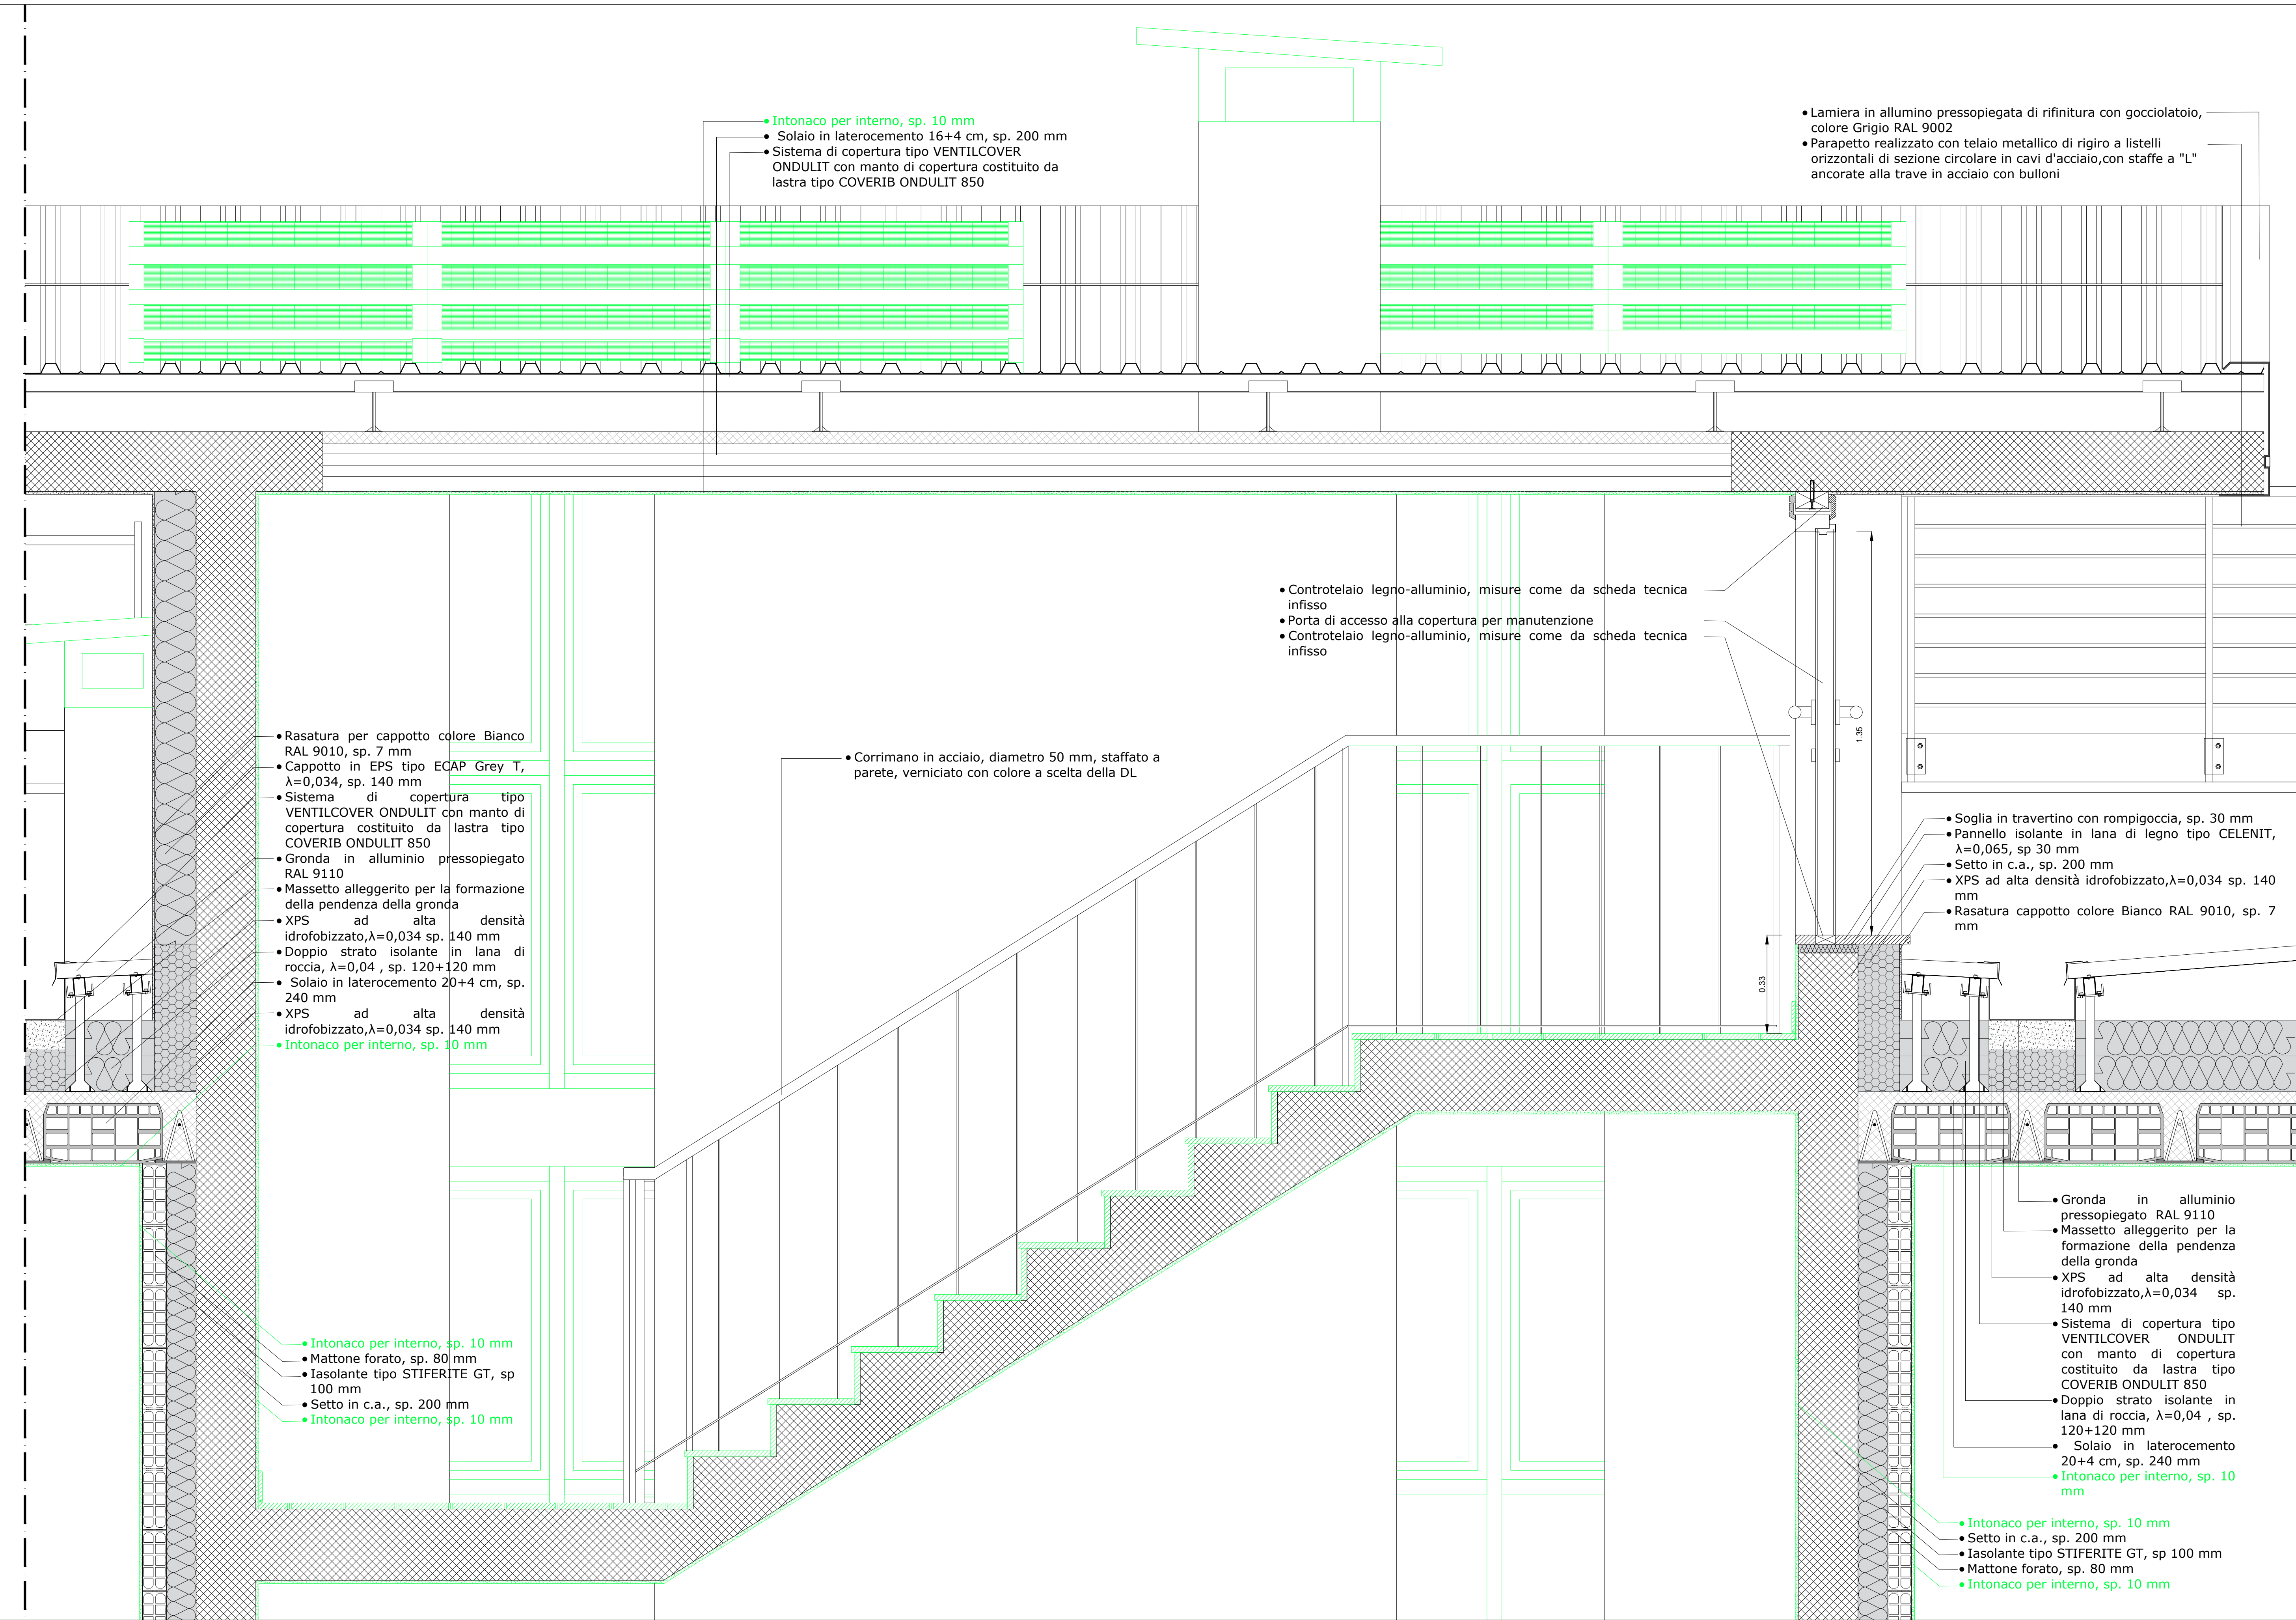 • Intonaco per interno, sp. 10 mm
• Solaio in laterocemento 16+4 cm, sp. 200 mm
• Sistema di copertura tipo VENTILCOVER
ONDULIT con manto di copertura costituito da
lastra tipo COVERIB ONDULIT 850
• Lamiera in allumino pressopiegata di rifinitura con gocciolatoio,
colore Grigio RAL 9002
• Parapetto realizzato con telaio metallico di rigiro a listelli
orizzontali di sezione circolare in cavi d'acciaio,con staffe a "L"
ancorate alla trave in acciaio con bulloni
• Controtelaio legno-alluminio, misure come da scheda tecnica
infisso
• Porta di accesso alla copertura per manutenzione
• Controtelaio legno-alluminio, misure come da scheda tecnica
infisso
1.35
• Rasatura per cappotto colore Bianco
RAL 9010, sp. 7 mm
• Cappotto in EPS tipo ECAP Grey T,
λ=0,034, sp. 140 mm
• Sistema di copertura tipo
VENTILCOVER ONDULIT con manto di
copertura costituito da lastra tipo
COVERIB ONDULIT 850
• Gronda in alluminio pressopiegato
RAL 9110
• Massetto alleggerito per la formazione
della pendenza della gronda
• XPS ad alta densità
idrofobizzato,λ=0,034 sp. 140 mm
• Doppio strato isolante in lana di
roccia, λ=0,04 , sp. 120+120 mm
• Solaio in laterocemento 20+4 cm, sp.
240 mm
• XPS ad alta densità
idrofobizzato,λ=0,034 sp. 140 mm
• Intonaco per interno, sp. 10 mm
• Corrimano in acciaio, diametro 50 mm, staffato a
parete, verniciato con colore a scelta della DL
• Soglia in travertino con rompigoccia, sp. 30 mm
• Pannello isolante in lana di legno tipo CELENIT,
λ=0,065, sp 30 mm
• Setto in c.a., sp. 200 mm
• XPS ad alta densità idrofobizzato,λ=0,034 sp. 140
mm
• Rasatura cappotto colore Bianco RAL 9010, sp. 7
mm
0.33
• Gronda in alluminio
pressopiegato RAL 9110
• Massetto alleggerito per la
formazione della pendenza
della gronda
• XPS ad alta densità
idrofobizzato,λ=0,034 sp.
140 mm
• Sistema di copertura tipo
VENTILCOVER ONDULIT
con manto di copertura
costituito da lastra tipo
COVERIB ONDULIT 850
• Doppio strato isolante in
lana di roccia, λ=0,04 , sp.
120+120 mm
• Solaio in laterocemento
20+4 cm, sp. 240 mm
• Intonaco per interno, sp. 10
mm
• Intonaco per interno, sp. 10 mm
• Mattone forato, sp. 80 mm
• Iasolante tipo STIFERITE GT, sp
100 mm
• Setto in c.a., sp. 200 mm
• Intonaco per interno, sp. 10 mm
• Intonaco per interno, sp. 10 mm
• Setto in c.a., sp. 200 mm
• Iasolante tipo STIFERITE GT, sp 100 mm
• Mattone forato, sp. 80 mm
• Intonaco per interno, sp. 10 mm